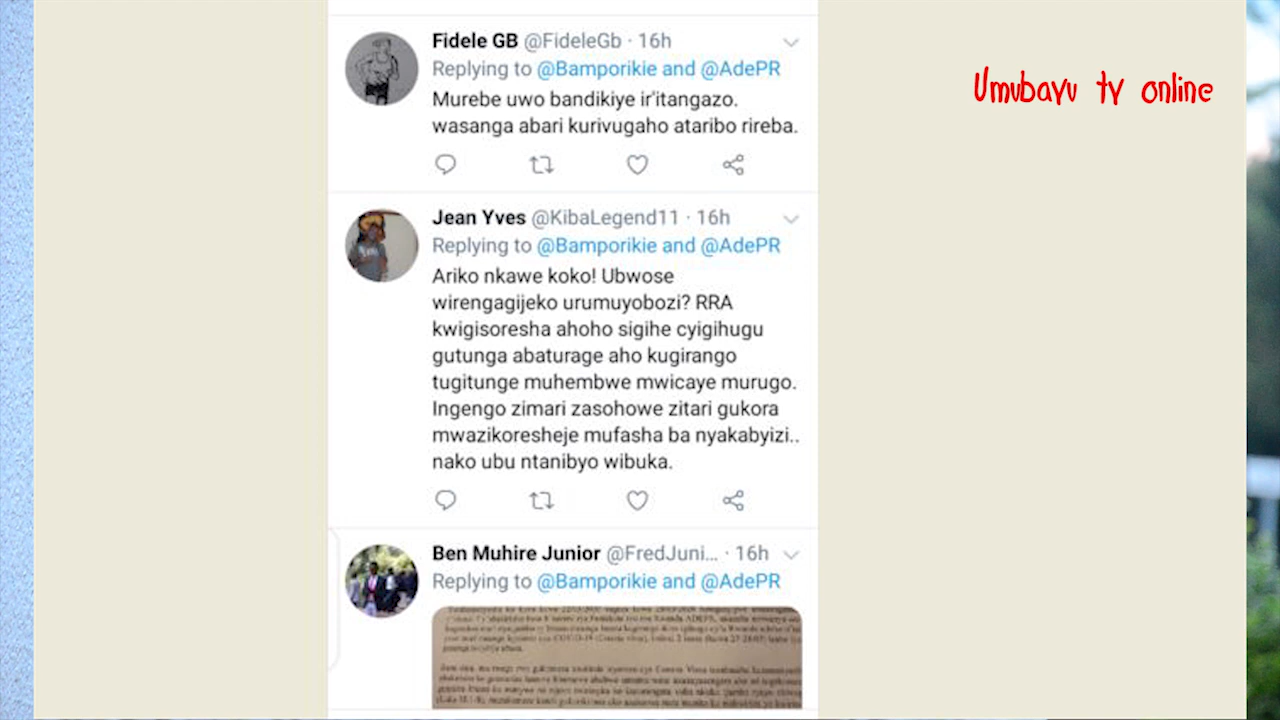 Fidele GB @FideleGb · 16h
Replying to @Bamporikie and @AdePR
Murebe uwo bandikiye ir'itangazo.
wasanga abari kurivugaho ataribo rireba.
Umubavu tv online
Jean Yves @KibaLegend11 · 16h
Replying to @Bamporikie and @AdePR
Ariko nkawe koko! Ubwose
wirengagijeko urumuyobozi? RRA
kwigisoresha ahoho sigihe cyigihugu
gutunga abaturage aho kugirango
tugitunge muhembwe mwicaye murugo.
Ingengo zimari zasohowe zitari gukora
mwazikoresheje mufasha ba nyakabyizi..
nako ubu ntanibyo wibuka.
Ben Muhire Junior @FredJuni... · 16h
Replying to @Bamporikie and @AdePR